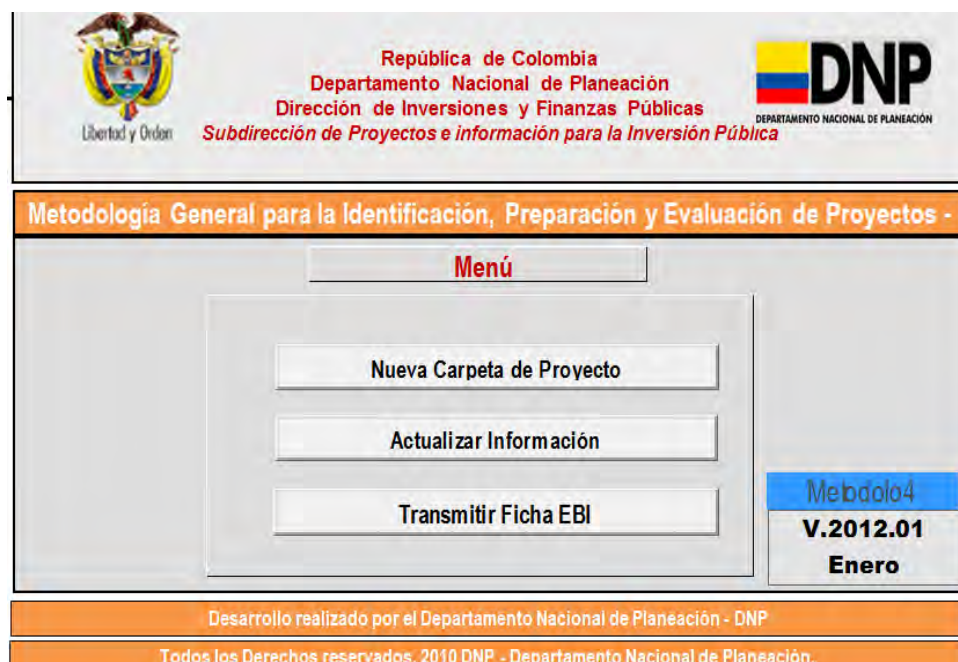 República de Colombia
Departamento Nacional de Planeación
Dirección de Inversiones y Finanzas Públicas
Subdirección de Proyectos e información para la Inversión Pública
Libertad y Orden
DNP
DEPARTAMENTO NACIONAL DE PLANEACIÓN
Metodología General para la Identificación, Preparación y Evaluación de Proyectos -
Menú
Nueva Carpeta de Proyecto
Actualizar Información
Transmitir Ficha EBI
Metodolo4
V.2012.01
Enero
Desarrollo realizado por el Departamento Nacional de Planeación - DNP
Todos los Derechos reservados. 2010 DNP - Departamento Nacional de Planeación